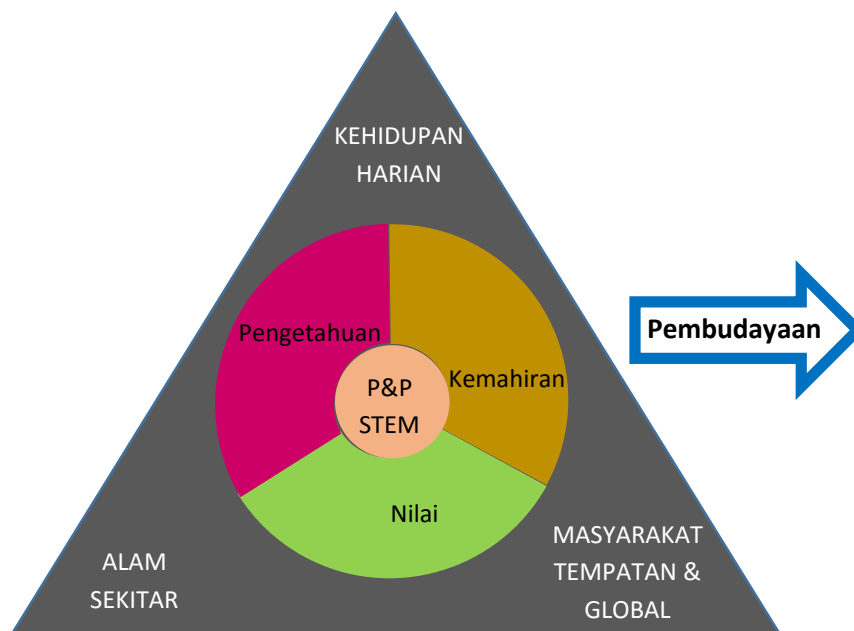 KEHIDUPAN
HARIAN
Pengetahuan
Kemahiran
P&P
STEM
Nilai
ALAM
SEKITAR
MASYARAKAT
TEMPATAN &
GLOBAL
Pembudayaan